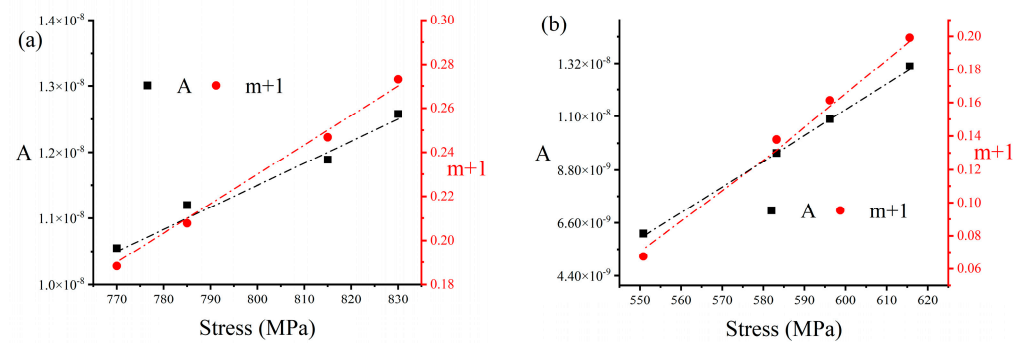 (a)
A
m+1
A
m+1
1.4×10⁻⁸
1.3×10⁻⁸
1.2×10⁻⁸
1.1×10⁻⁸
1.0×10⁻⁸
0.30
0.28
0.26
0.24
0.22
0.21
0.20
0.18
770 780 790 800 810 820 830
Stress (MPa)
(b)
A
m+1
A
m+1
1.32×10⁻⁸
1.10×10⁻⁸
8.80×10⁻⁹
6.60×10⁻⁹
4.40×10⁻⁹
0.20
0.18
0.16
0.14
0.12
0.10
0.08
0.06
550 560 570 580 590 600 610 620
Stress (MPa)